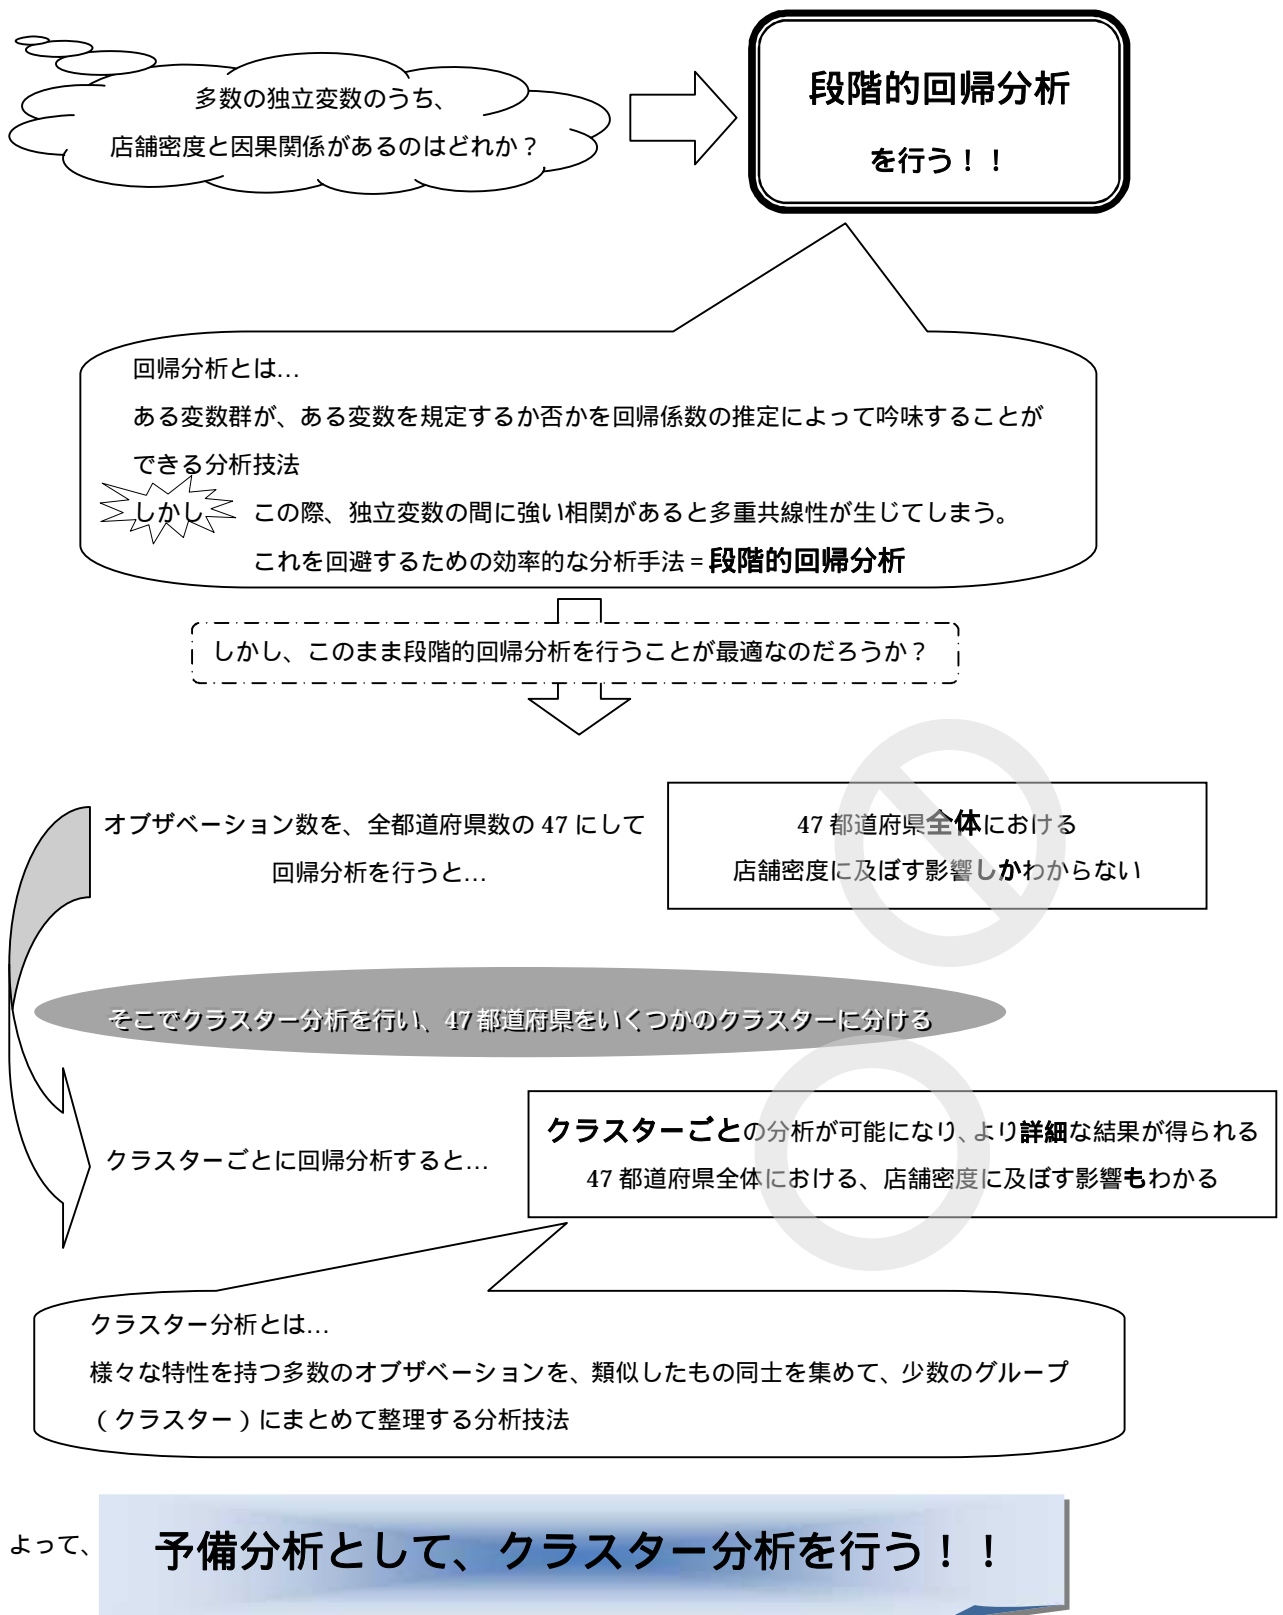 多数の独立変数のうち、
店舗密度と因果関係があるのはどれか？
段階的回帰分析
を行う！！
回帰分析とは…
ある変数群が、ある変数を規定するか否かを回帰係数の推定によって吟味することが
できる分析技法
しかし この際、独立変数の間に強い相関があると多重共線性が生じてしまう。
これを回避するための効率的な分析手法＝段階的回帰分析
しかし、このまま段階的回帰分析を行うことが最適なのだろうか？
オブザベーション数を、全都道府県数の 47 にして
回帰分析を行うと…
47 都道府県全体における
店舗密度に及ぼす影響しかわからない
そこでクラスター分析を行い、47 都道府県をいくつかのクラスターに分ける
クラスターごとに回帰分析すると…
クラスターごとの分析が可能になり、より詳細な結果が得られる
47 都道府県全体における、店舗密度に及ぼす影響もわかる
クラスター分析とは…
様々な特性を持つ多数のオブザベーションを、類似したもの同士を集めて、少数のグループ
（クラスター）にまとめて整理する分析技法
よって、 予備分析として、クラスター分析を行う！！